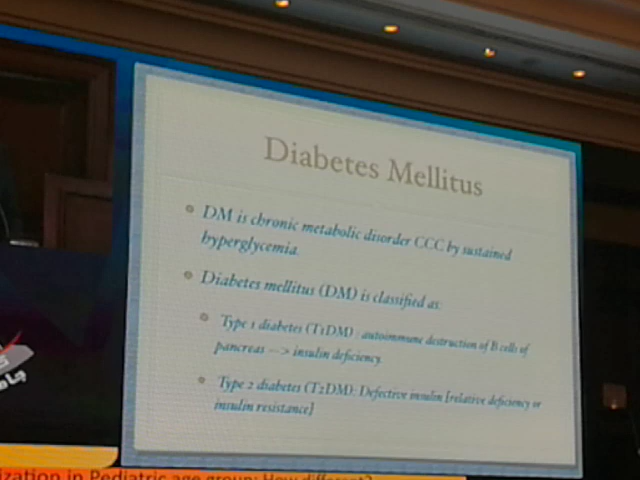 Diabetes Mellitus
DM is chronic metabolic disorder CCC by sustained
hyperglycemia.
Diabetes mellitus (DM) is classified as:
Type 1 diabetes (T1DM) : autoimmune destruction of B cells of
pancreas --> insulin deficiency
Type 2 diabetes (T2DM): Defective insulin [relative deficiency or
insulin resistance]
ization in Pediatric age group: How different?